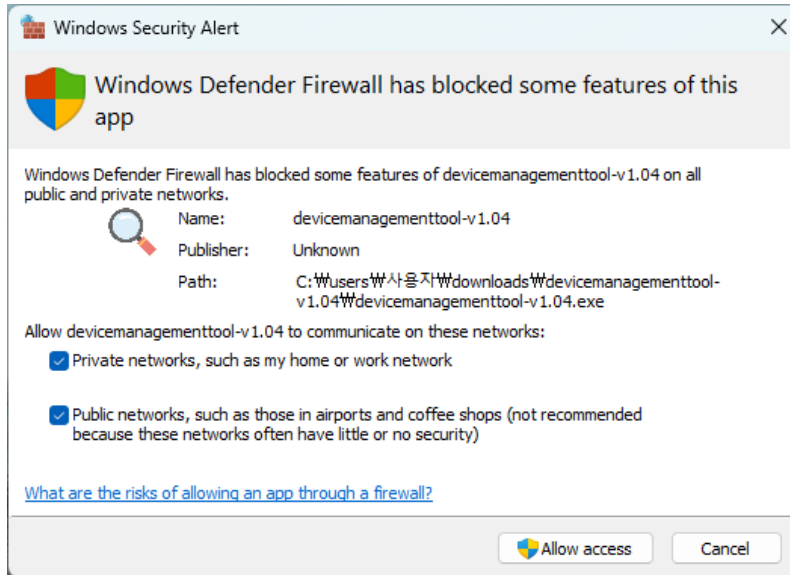 Windows Security Alert
Windows Defender Firewall has blocked some features of this
app
Windows Defender Firewall has blocked some features of devicemanagementtool-v1.04 on all
public and private networks.
Name: devicemanagementtool-v1.04
Publisher: Unknown
Path: C:₩users₩사용자₩downloads₩devicemanagementtool-
v1.04₩devicemanagementtool-v1.04.exe
Allow devicemanagementtool-v1.04 to communicate on these networks:
Private networks, such as my home or work network
Public networks, such as those in airports and coffee shops (not recommended
because these networks often have little or no security)
What are the risks of allowing an app through a firewall?
Allow access Cancel